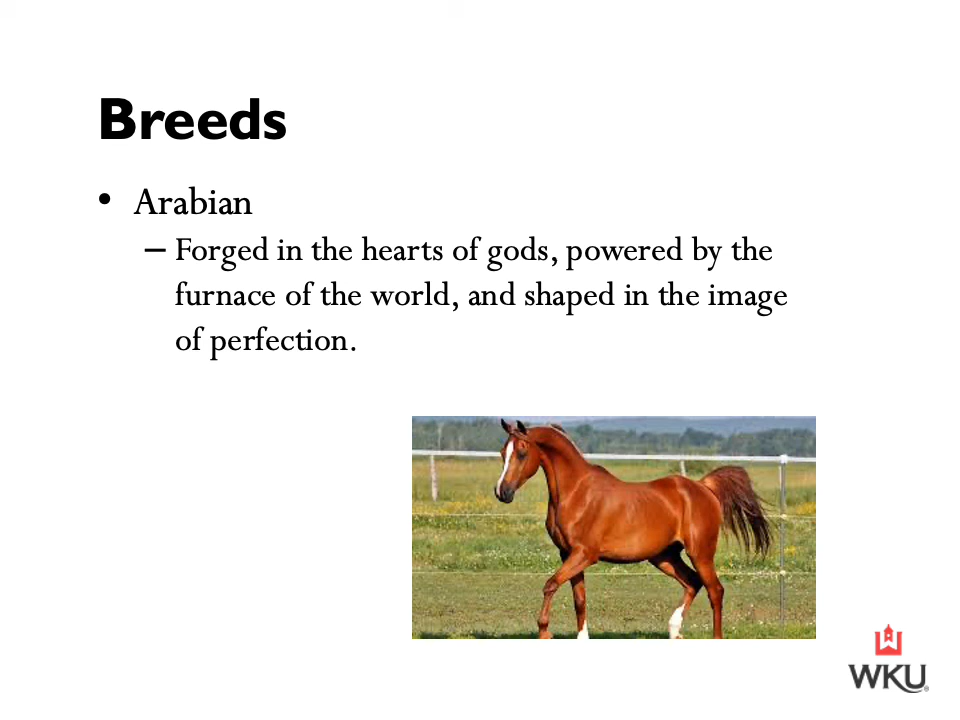 Breeds
• Arabian
– Forged in the hearts of gods, powered by the
furnace of the world, and shaped in the image
of perfection.
WKU®